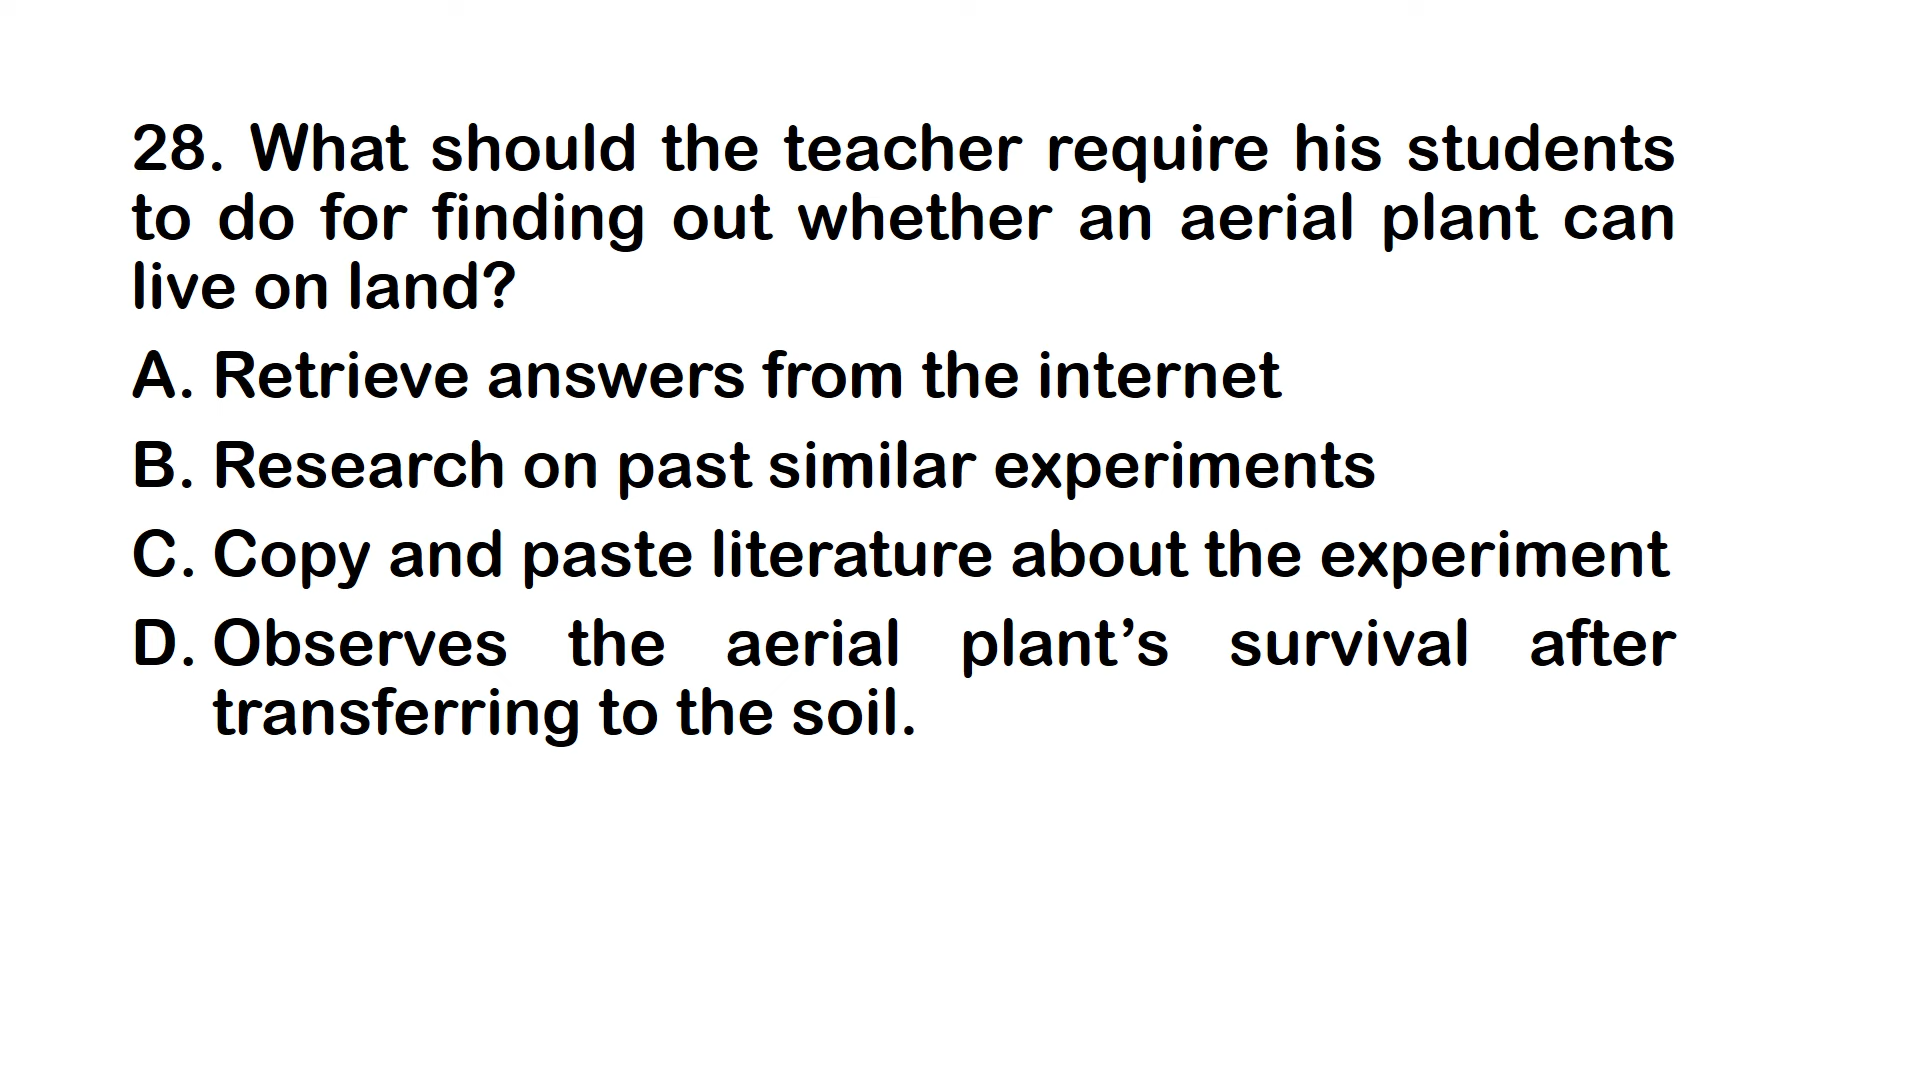 28. What should the teacher require his students
to do for finding out whether an aerial plant can
live on land?
A. Retrieve answers from the internet
B. Research on past similar experiments
C. Copy and paste literature about the experiment
D. Observes the aerial plant’s survival after
transferring to the soil.